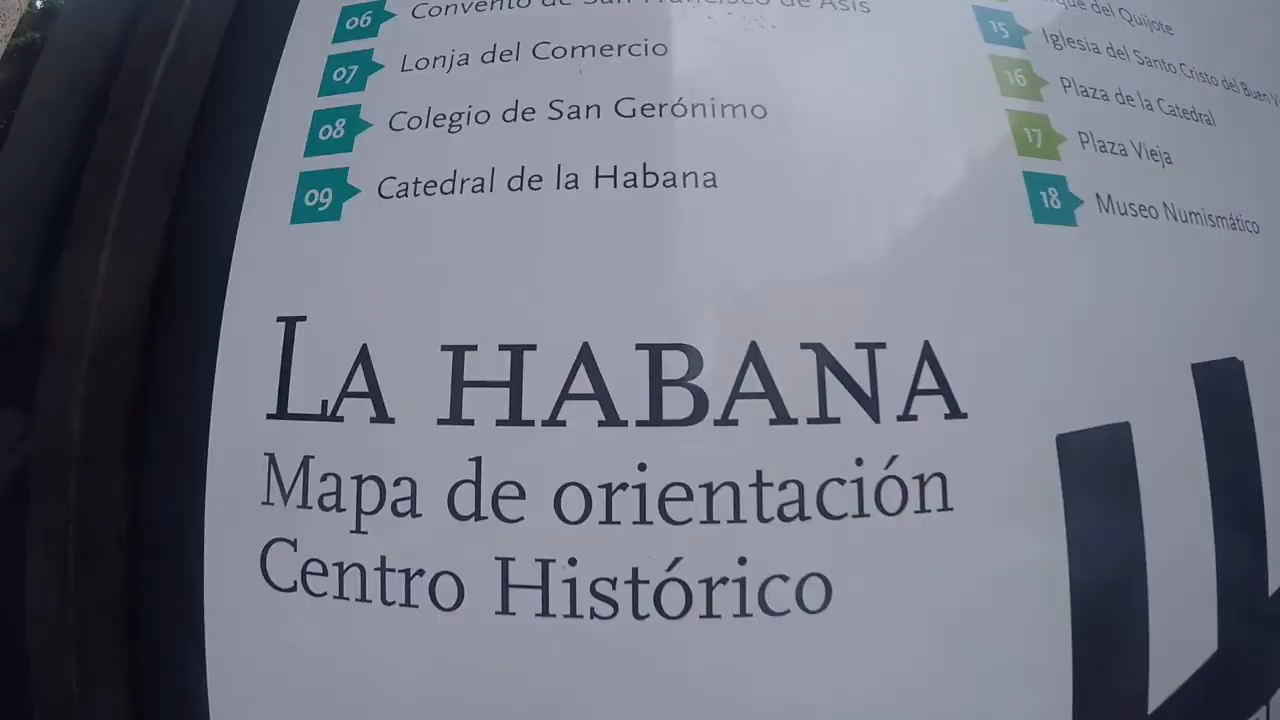 06 Convento de San Francisco de Asís
07 Lonja del Comercio
08 Colegio de San Gerónimo
09 Catedral de la Habana
del Quijote
15 Iglesia del Santo Cristo del Buen
16 Plaza de la Catedral
17 Plaza Vieja
18 Museo Numismático
LA HABANA
Mapa de orientación
Centro Histórico